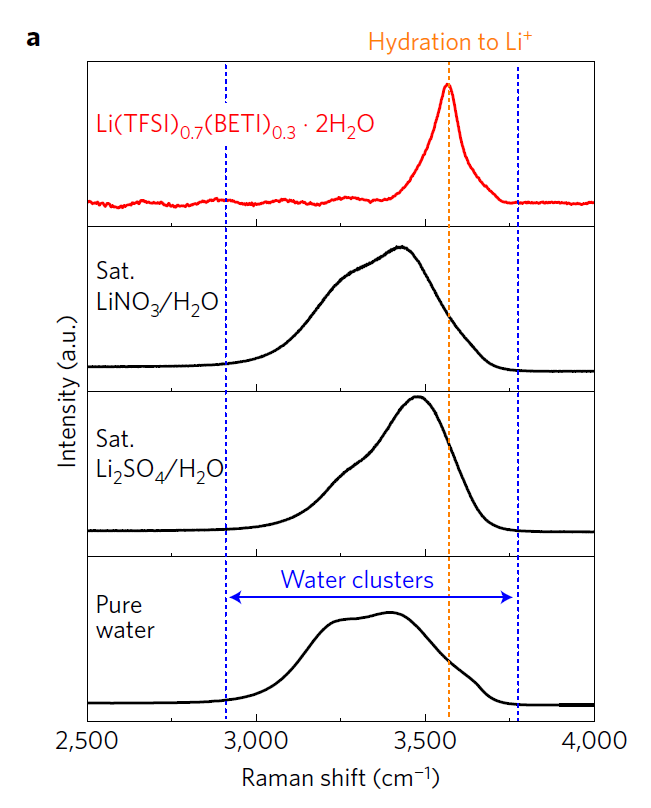 a
Hydration to Li⁺
Li(TFSI)₀.₇(BETI)₀.₃ · 2H₂O
Sat.
LiNO₃/H₂O
Sat.
Li₂SO₄/H₂O
Water clusters
Pure
water
Intensity (a.u.)
2,500 3,000 3,500 4,000
Raman shift (cm⁻¹)